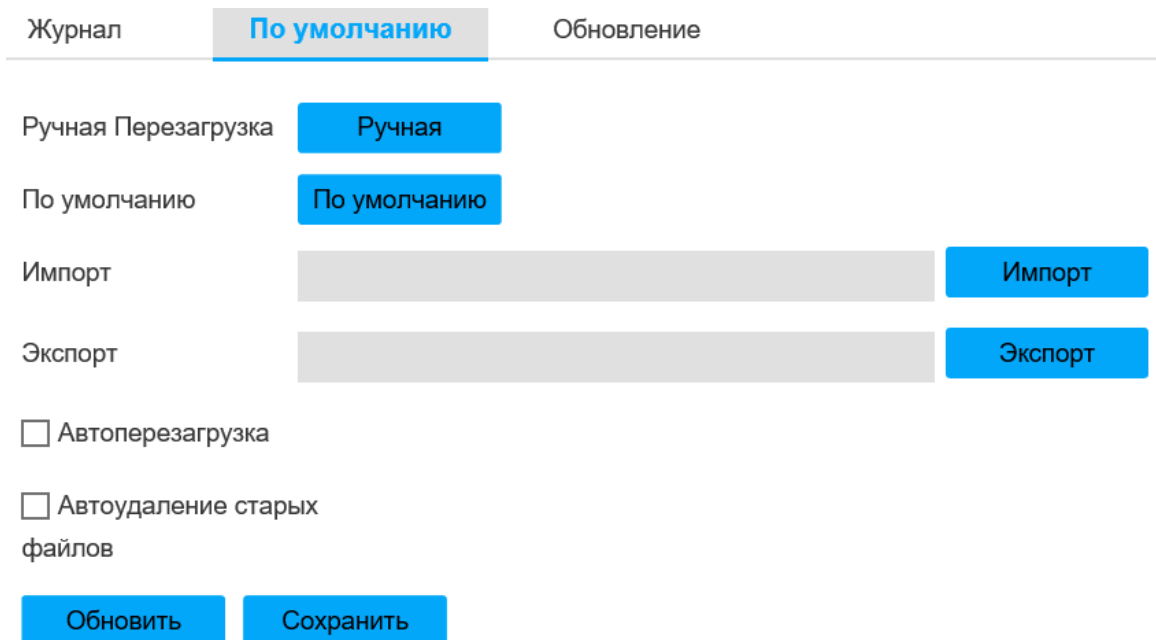 Журнал По умолчанию Обновление
Ручная Перезагрузка Ручная
По умолчанию По умолчанию
Импорт Импорт
Экспорт Экспорт
Автоперезагрузка
Автоудаление старых
файлов
Обновить Сохранить